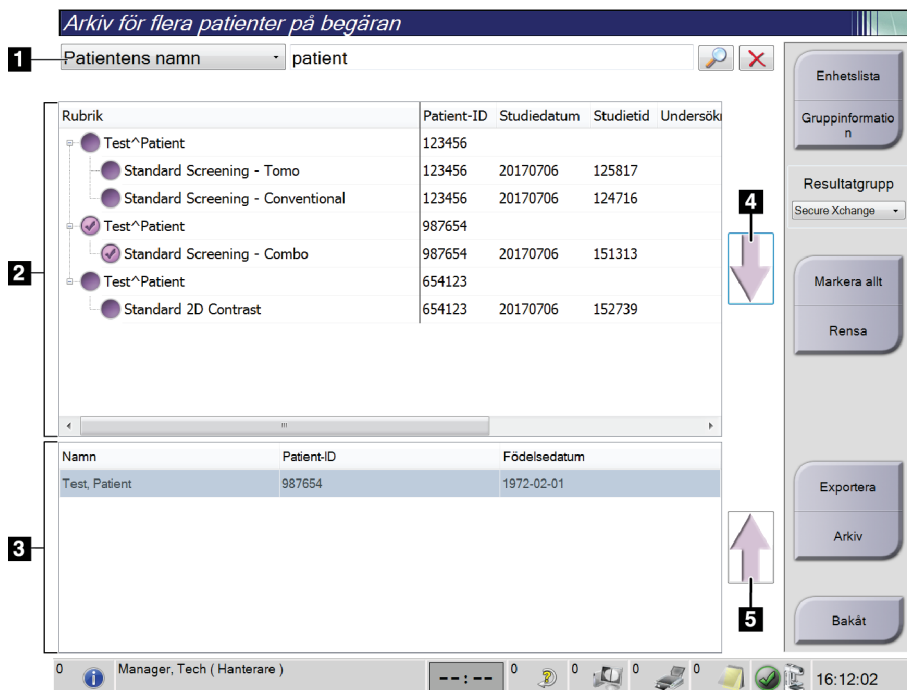 Arkiv för flera patienter på begäran
1
Patientens namn
patient
Rubrik Patient-ID Studiedatum Studietid Undersökn
Test^Patient 123456
Standard Screening - Tomo 123456 20170706 125817
Standard Screening - Conventional 123456 20170706 124716
Test^Patient 987654
Standard Screening - Combo 987654 20170706 151313
Test^Patient 654123
Standard 2D Contrast 654123 20170706 152739
2
4
Namn Patient-ID Födelsedatum
Test, Patient 987654 1972-02-01
3
5
Enhetslista
Gruppinformatio
n
Resultatgrupp
Secure Xchange
Markera allt
Rensa
Exportera
Arkiv
Bakåt
0 Manager, Tech ( Hanterare ) --:-- 0 0 0 0 16:12:02